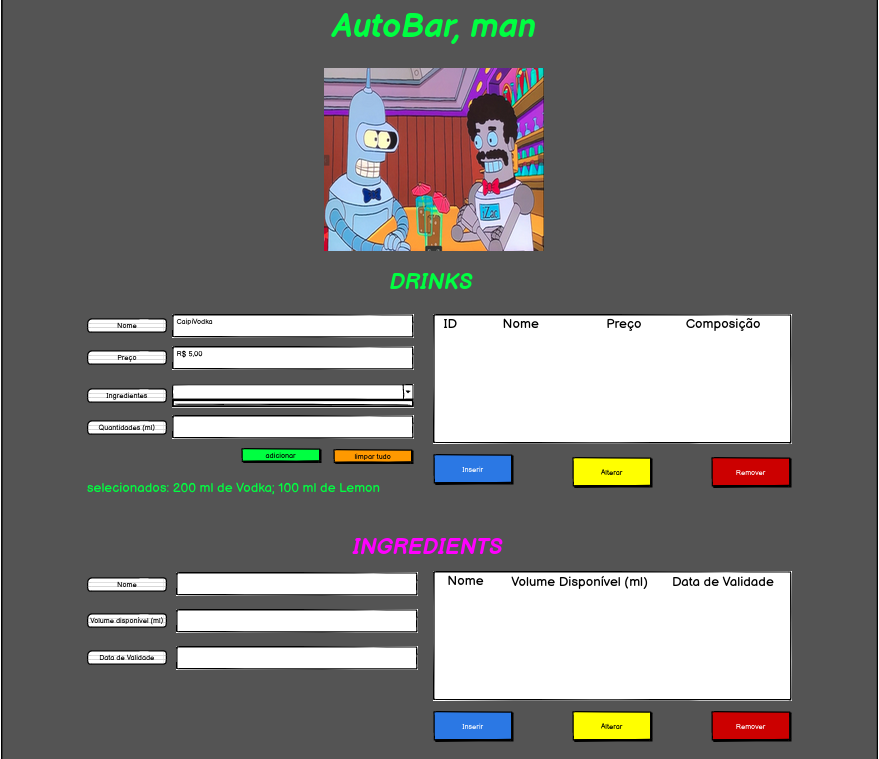 AutoBar, man
iZac
DRINKS
Nome
CaipiVodka
Preço
R$ 5,00
Ingredientes
Quantidades (ml)
adicionar
limpar tudo
selecionados: 200 ml de Vodka; 100 ml de Lemon
ID Nome Preço Composição
Inserir Alterar Remover
INGREDIENTS
Nome
Volume disponível (ml)
Data de Validade
Nome Volume Disponível (ml) Data de Validade
Inserir Alterar Remover